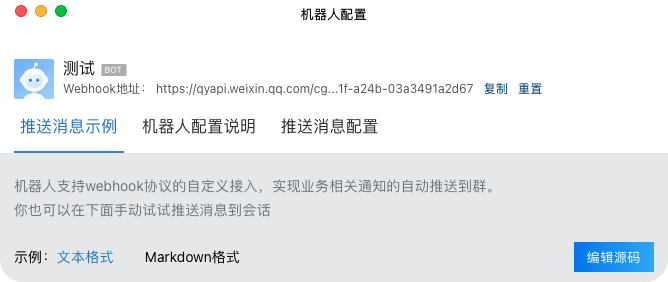 机器人配置
测试 BOT
Webhook地址： https://qyapi.weixin.qq.com/cg...1f-a24b-03a3491a2d67 复制 重置
推送消息示例 机器人配置说明 推送消息配置
机器人支持webhook协议的自定义接入，实现业务相关通知的自动推送到群。
你也可以在下面手动试试推送消息到会话
示例： 文本格式 Markdown格式 编辑源码